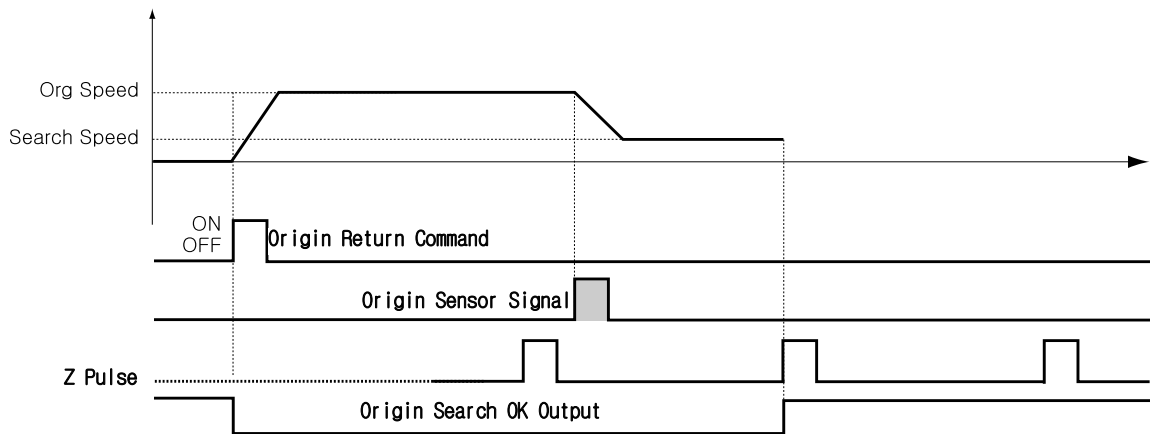 Org Speed
Search Speed
ON
OFF
Origin Return Command
Origin Sensor Signal
Z Pulse
Origin Search OK Output